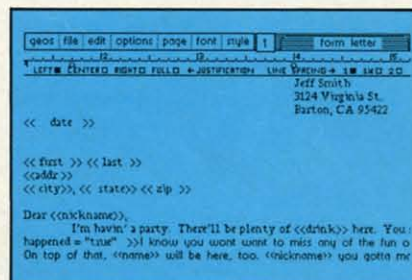 geos file edit options page font style 1 form letter
LEFT CENTER RIGHT FULL ←JUSTIFICATION LINE SPACING→ 1 1½ 2
Jeff Smith
3124 Virginia St.
Barton, CA 95422
<< date >>
<< first >> << last >>
<<addr >>
<< city>>, << state>> << zip >>
Dear <<nickname>>,
I'm havin' a party. There'll be plenty of <<drink>> here. You
happened = "true" >>I know you wont want to miss any of the fun o
On top of that, <<name>> will be here, too. <<nickname>> you gotta